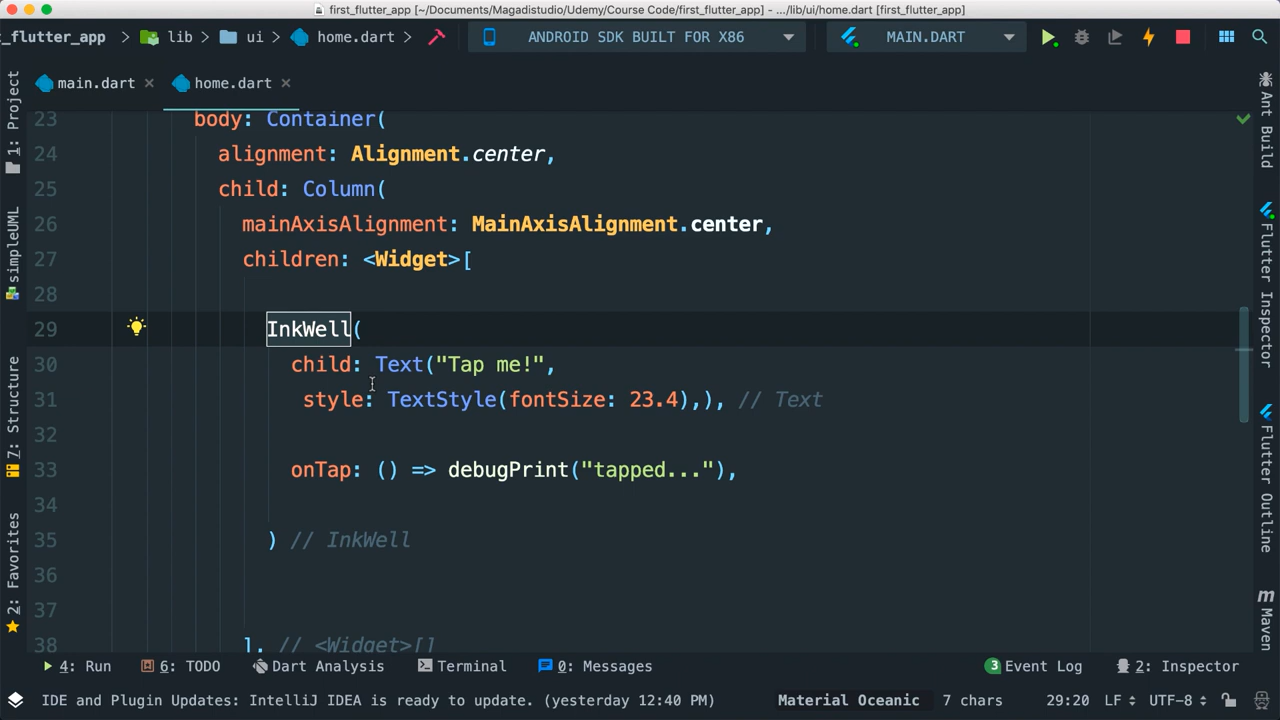 first_flutter_app [~/Documents/Magadistudio/Udemy/Course Code/first_flutter_app] - .../lib/ui/home.dart [first_flutter_app]
t_flutter_app lib ui home.dart ANDROID SDK BUILT FOR X86 MAIN.DART
main.dart home.dart
23 body: Container(
24 alignment: Alignment.center,
25 child: Column(
26 mainAxisAlignment: MainAxisAlignment.center,
27 children: <Widget>[
28
29 InkWell(
30 child: Text("Tap me!",
31 style: TextStyle(fontSize: 23.4),), // Text
32
33 onTap: () => debugPrint("tapped..."),
34
35 ) // InkWell
36
37
38 ], // <Widget>[]
1: Project
simpleUML
7: Structure
2: Favorites
Ant Build
Flutter Inspector
Flutter Outline
m Maven
4: Run 6: TODO Dart Analysis Terminal 0: Messages 3 Event Log 2: Inspector
IDE and Plugin Updates: IntelliJ IDEA is ready to update. (yesterday 12:40 PM) Material Oceanic 7 chars 29:20 LF UTF-8